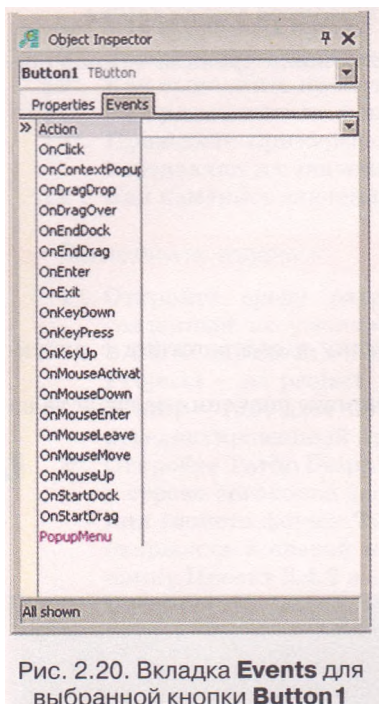 Object Inspector
Button1 TButton
Properties Events
» Action
OnClick
OnContextPopup
OnDragDrop
OnDragOver
OnEndDock
OnEndDrag
OnEnter
OnExit
OnKeyDown
OnKeyPress
OnKeyUp
OnMouseActivat
OnMouseDown
OnMouseEnter
OnMouseLeave
OnMouseMove
OnMouseUp
OnStartDock
OnStartDrag
PopupMenu
All shown
Рис. 2.20. Вкладка Events для
выбранной кнопки Button1